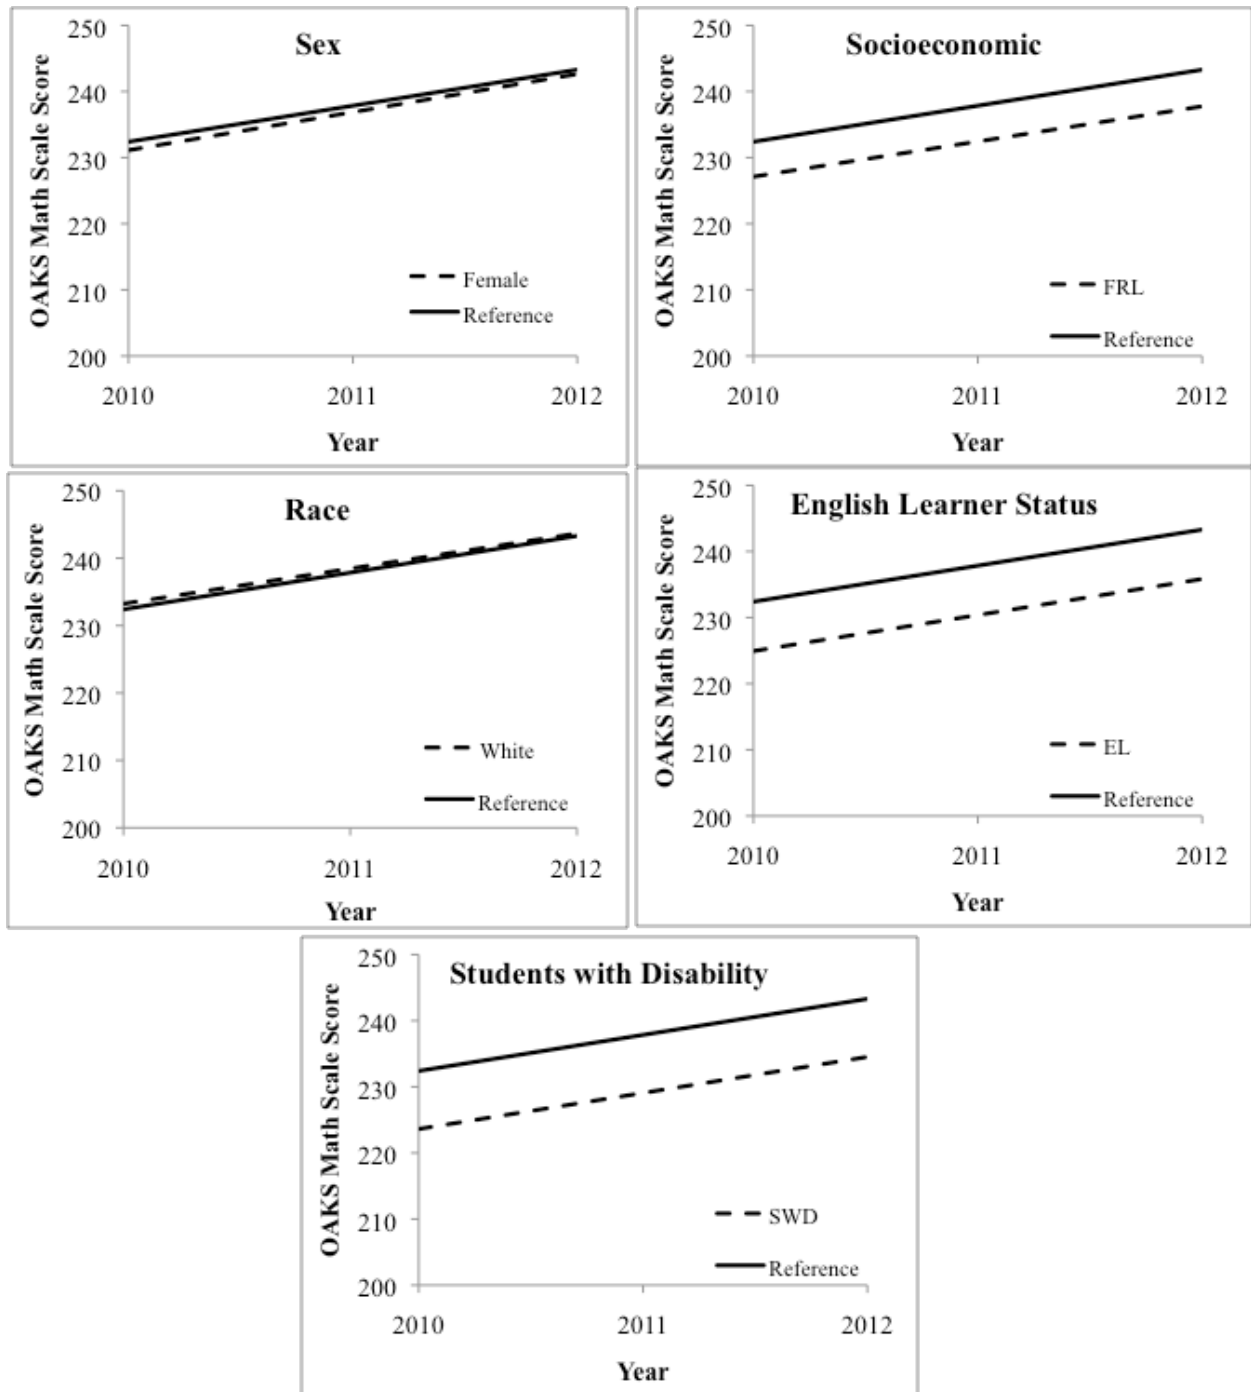 Sex
OAKS Math Scale Score
250
240
230
220
210
200
Female
Reference
2010
2011
2012
Year
Socioeconomic
OAKS Math Scale Score
250
240
230
220
210
200
FRL
Reference
2010
2011
2012
Year
Race
OAKS Math Scale Score
250
240
230
220
210
200
White
Reference
2010
2011
2012
Year
English Learner Status
OAKS Math Scale Score
250
240
230
220
210
200
EL
Reference
2010
2011
2012
Year
Students with Disability
OAKS Math Scale Score
250
240
230
220
210
200
SWD
Reference
2010
2011
2012
Year